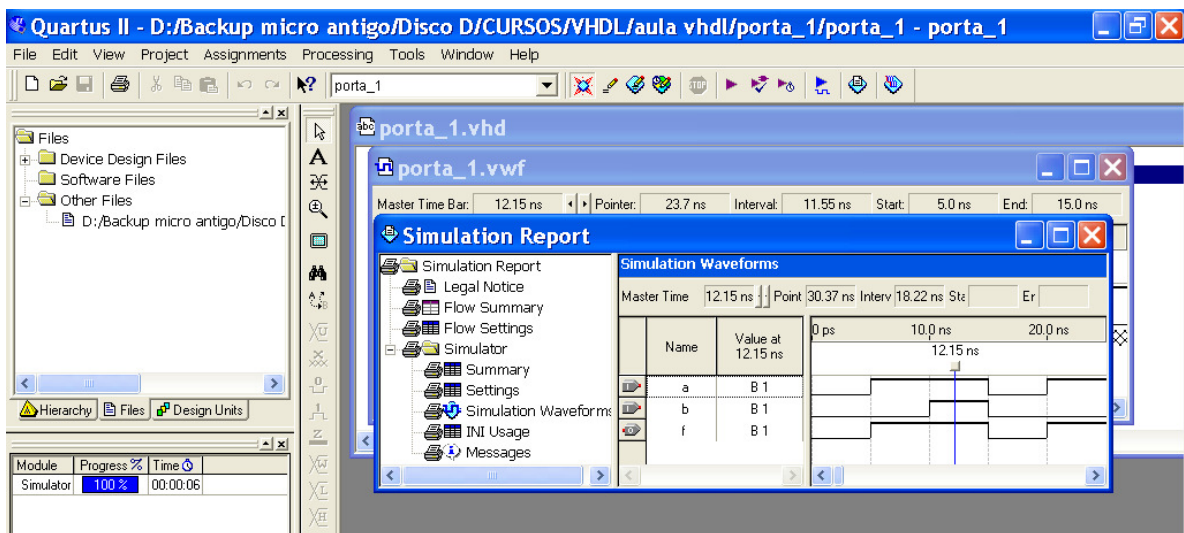 Quartus II - D:/Backup micro antigo/Disco D/CURSOS/VHDL/aula vhdl/porta_1/porta_1 - porta_1
File Edit View Project Assignments Processing Tools Window Help
porta_1
STOP
Files
Device Design Files
Software Files
Other Files
D:/Backup micro antigo/Disco D
Hierarchy Files Design Units
Module Progress % Time
Simulator 100 % 00:00:06
abc porta_1.vhd
porta_1.vwf
Master Time Bar: 12.15 ns Pointer: 23.7 ns Interval: 11.55 ns Start: 5.0 ns End: 15.0 ns
Simulation Report
Simulation Report
Legal Notice
Flow Summary
Flow Settings
Simulator
Summary
Settings
Simulation Waveforms
INI Usage
Messages
Simulation Waveforms
Master Time 12.15 ns Point 30.37 ns Interv 18.22 ns Sta Er
Name Value at 12.15 ns
0 ps 10.0 ns 20.0 ns
12.15 ns
a B 1
b B 1
f B 1